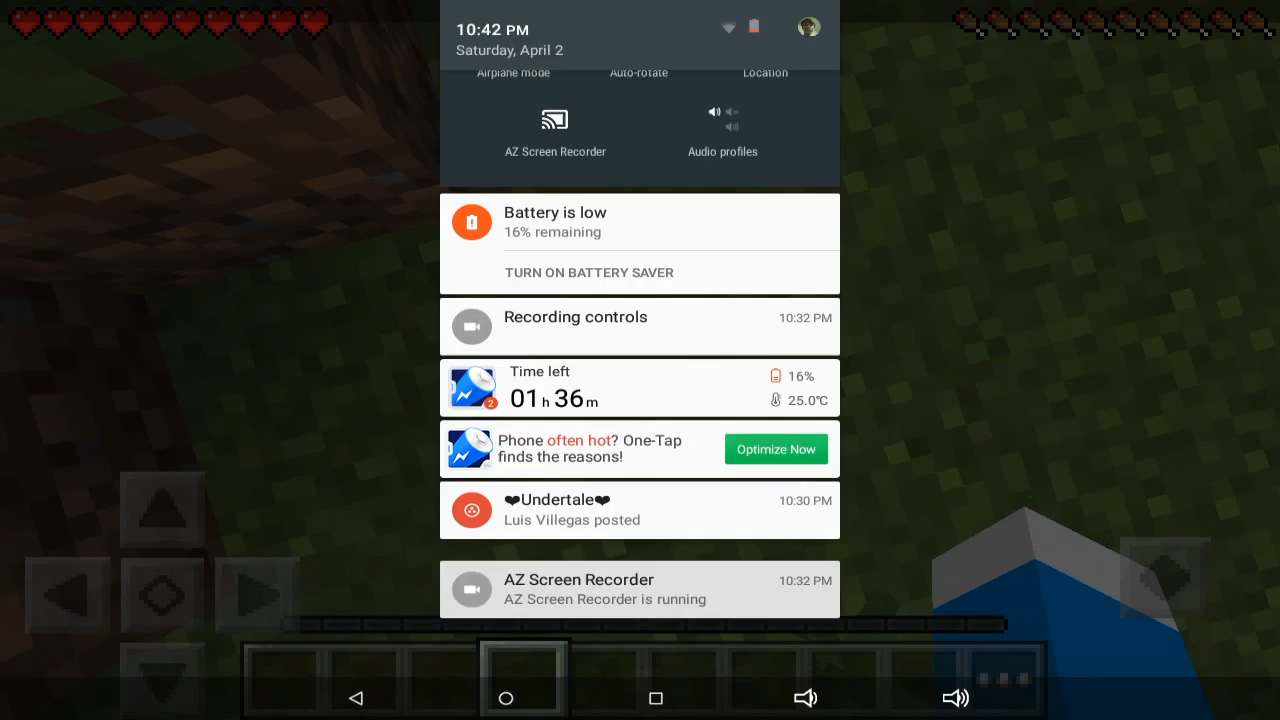 10:42 PM
Saturday, April 2
Airplane mode
Auto-rotate
Location
AZ Screen Recorder
Audio profiles
Battery is low
16% remaining
TURN ON BATTERY SAVER
Recording controls
10:32 PM
Time left
01 h 36 m
16%
25.0℃
2
Phone often hot? One-Tap
finds the reasons!
Optimize Now
❤Undertale❤
10:30 PM
Luis Villegas posted
AZ Screen Recorder
10:32 PM
AZ Screen Recorder is running